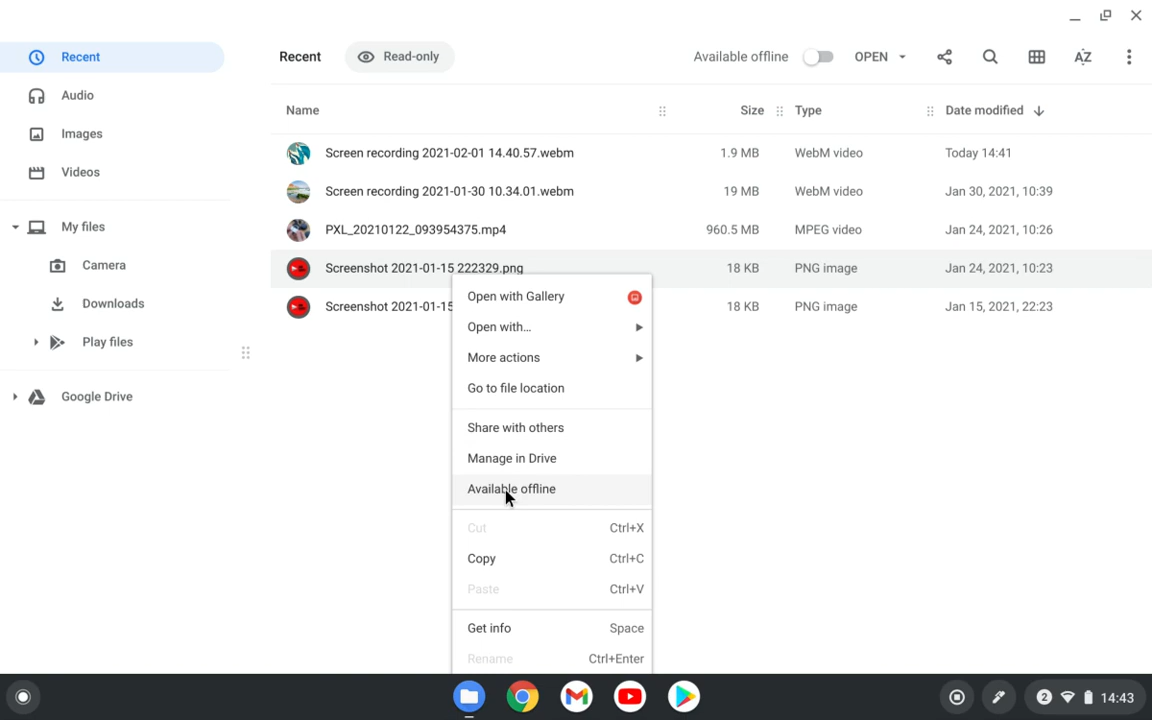 Recent
Audio
Images
Videos
My files
Camera
Downloads
Play files
Google Drive
Recent Read-only Available offline OPEN AZ
Name Size Type Date modified
Screen recording 2021-02-01 14.40.57.webm 1.9 MB WebM video Today 14:41
Screen recording 2021-01-30 10.34.01.webm 19 MB WebM video Jan 30, 2021, 10:39
PXL_20210122_093954375.mp4 960.5 MB MPEG video Jan 24, 2021, 10:26
Screenshot 2021-01-15 222329.png 18 KB PNG image Jan 24, 2021, 10:23
Screenshot 2021-01-15 18 KB PNG image Jan 15, 2021, 22:23
Open with Gallery
Open with...
More actions
Go to file location
Share with others
Manage in Drive
Available offline
Cut Ctrl+X
Copy Ctrl+C
Paste Ctrl+V
Get info Space
Rename Ctrl+Enter
2 14:43